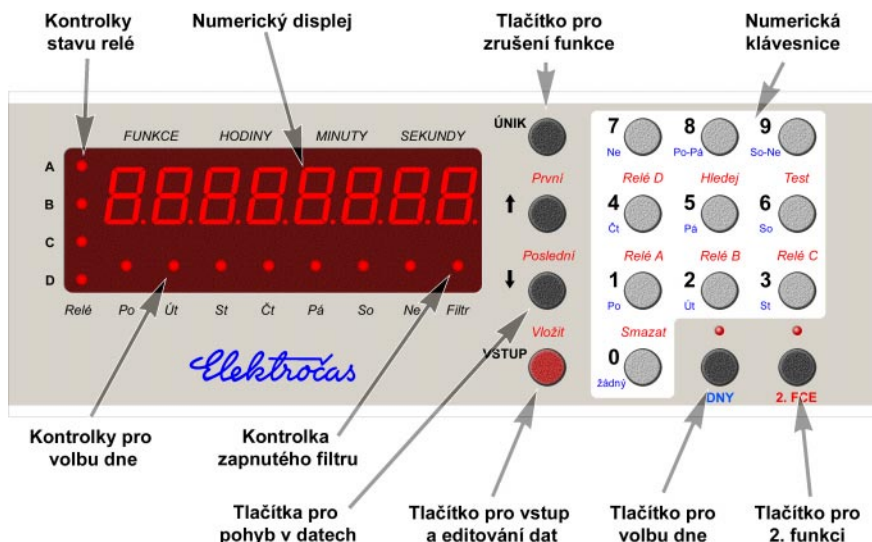 Kontrolky
stavu relé
Numerický displej
Tlačítko pro
zrušení funkce
Numerická
klávesnice
FUNKCE HODINY MINUTY SEKUNDY
A
B
C
D
88888888
Relé Po Út St Čt Pá So Ne Filtr
Elektročas
ÚNIK
První
↑
Poslední
↓
Vložit
VSTUP
7 8 9
Ne Po-Pá So-Ne
Relé D Hledej Test
4 5 6
Čt Pá So
Relé A Relé B Relé C
1 2 3
Po Út St
Smazat
0
žádný
DNY 2. FCE
Kontrolky pro
volbu dne
Kontrolka
zapnutého filtru
Tlačítka pro
pohyb v datech
Tlačítko pro vstup
a editování dat
Tlačítko pro
volbu dne
Tlačítko pro
2. funkci